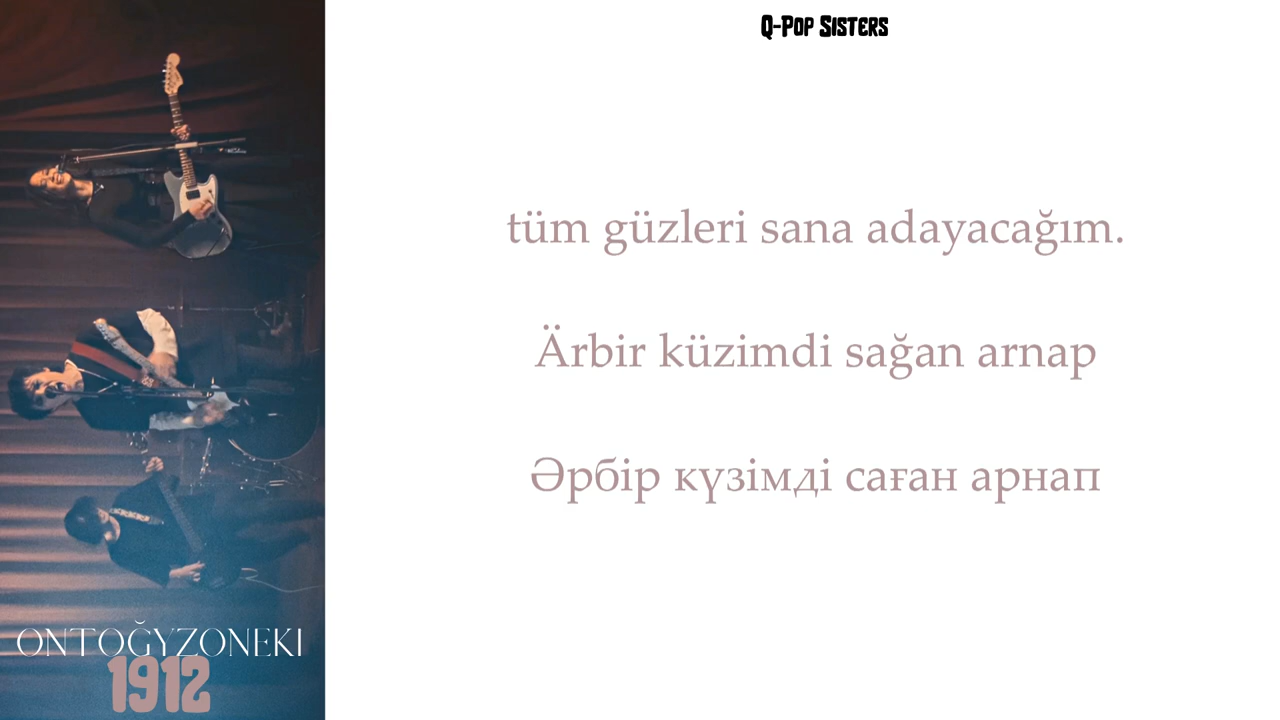 Q-Pop Sisters
tüm güzleri sana adayacağım.
Ärbir küzimdi sağan arnap
Әрбір күзімді саған арнап
ONTOĞYZONEKI
1912